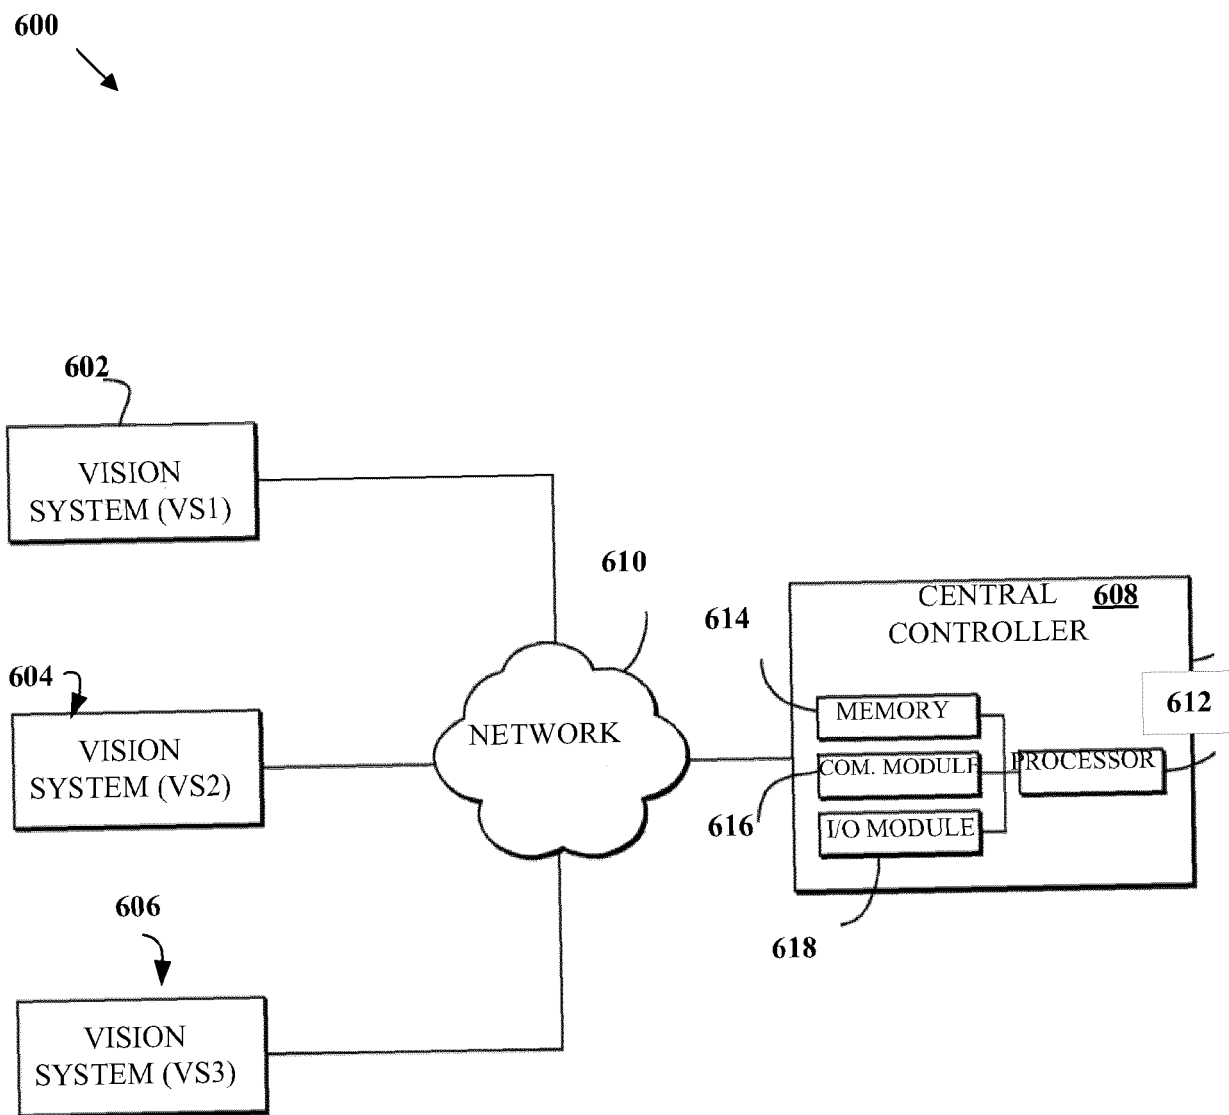 600
602
VISION
SYSTEM (VS1)
610
614
CENTRAL 608
CONTROLLER
604
VISION
SYSTEM (VS2)
NETWORK
MEMORY
612
COM. MODULE
PROCESSOR
616
I/O MODULE
606
618
VISION
SYSTEM (VS3)